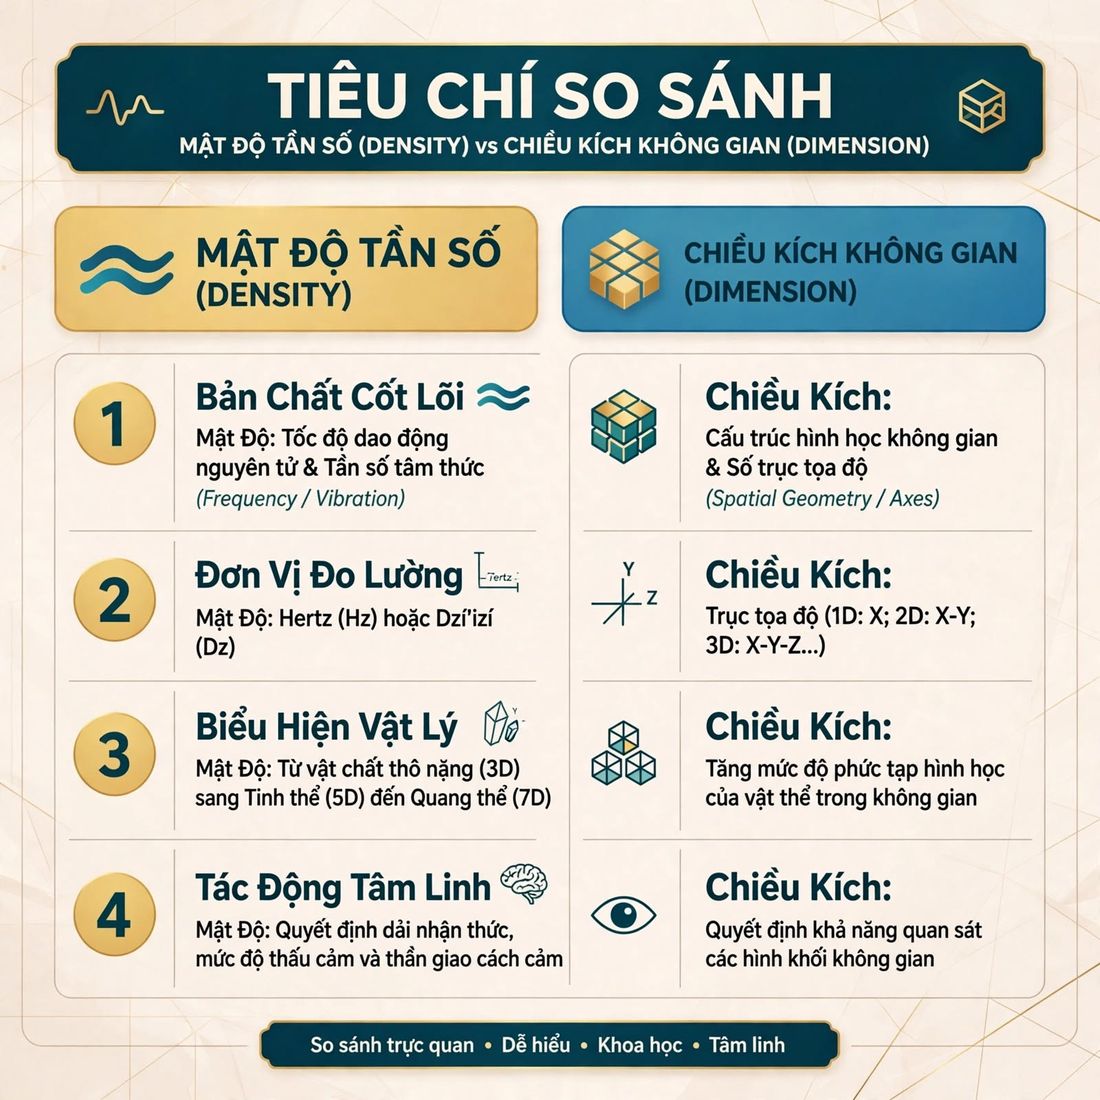 TIÊU CHÍ SO SÁNH
MẬT ĐỘ TẦN SỐ (DENSITY) vs CHIỀU KÍCH KHÔNG GIAN (DIMENSION)
MẬT ĐỘ TẦN SỐ
(DENSITY)
CHIỀU KÍCH KHÔNG GIAN
(DIMENSION)
1
Bản Chất Cốt Lõi
Mật Độ: Tốc độ dao động
nguyên tử & Tần số tâm thức
(Frequency / Vibration)
Chiều Kích:
Cấu trúc hình học không gian
& Số trục tọa độ
(Spatial Geometry / Axes)
2
Đơn Vị Đo Lường
Mật Độ: Hertz (Hz) hoặc Dzí'izí
(Dz)
Y
Z
Chiều Kích:
Trục tọa độ (1D: X; 2D: X-Y;
3D: X-Y-Z...)
3
Biểu Hiện Vật Lý
Mật Độ: Từ vật chất thô nặng (3D)
sang Tinh thể (5D) đến Quang thể (7D)
Chiều Kích:
Tăng mức độ phức tạp hình học
của vật thể trong không gian
4
Tác Động Tâm Linh
Mật Độ: Quyết định dải nhận thức,
mức độ thấu cảm và thần giao cách cảm
Chiều Kích:
Quyết định khả năng quan sát
các hình khối không gian
So sánh trực quan • Dễ hiểu • Khoa học • Tâm linh